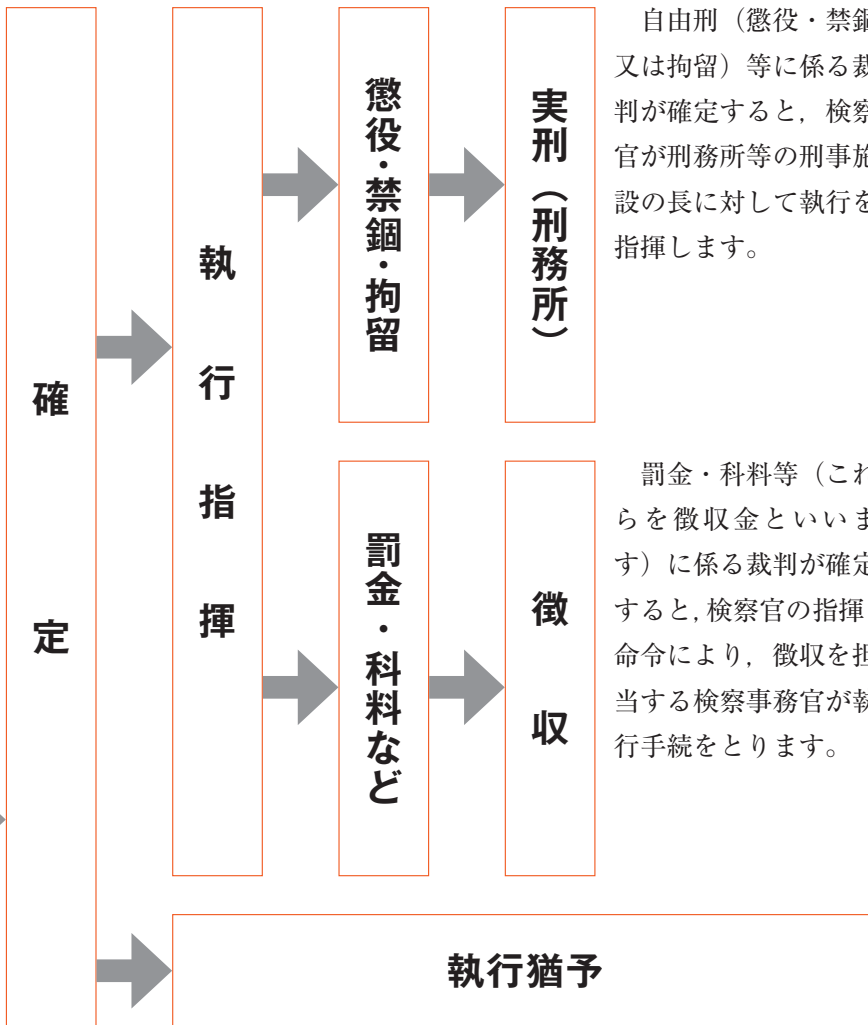 確定
執行指揮
懲役・禁錮・拘留
実刑（刑務所）
自由刑（懲役・禁錮
又は拘留）等に係る裁
判が確定すると，検察
官が刑務所等の刑事施
設の長に対して執行を
指揮します。
罰金・科料など
徴収
罰金・科料等（これ
らを徴収金といいま
す）に係る裁判が確定
すると，検察官の指揮
命令により，徴収を担
当する検察事務官が執
行手続をとります。
執行猶予